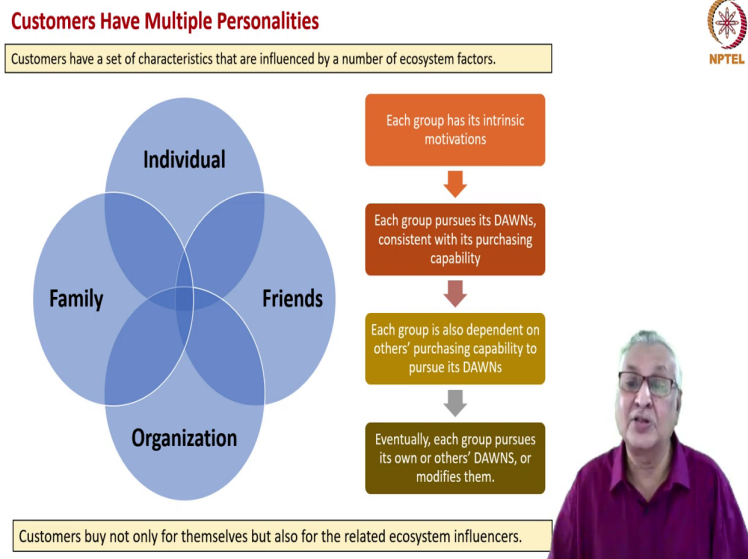 Customers Have Multiple Personalities
NPTEL
Customers have a set of characteristics that are influenced by a number of ecosystem factors.
Individual
Family
Friends
Organization
Each group has its intrinsic
motivations
Each group pursues its DAWNs,
consistent with its purchasing
capability
Each group is also dependent on
others' purchasing capability to
pursue its DAWNs
Eventually, each group pursues
its own or others' DAWNS, or
modifies them.
Customers buy not only for themselves but also for the related ecosystem influencers.